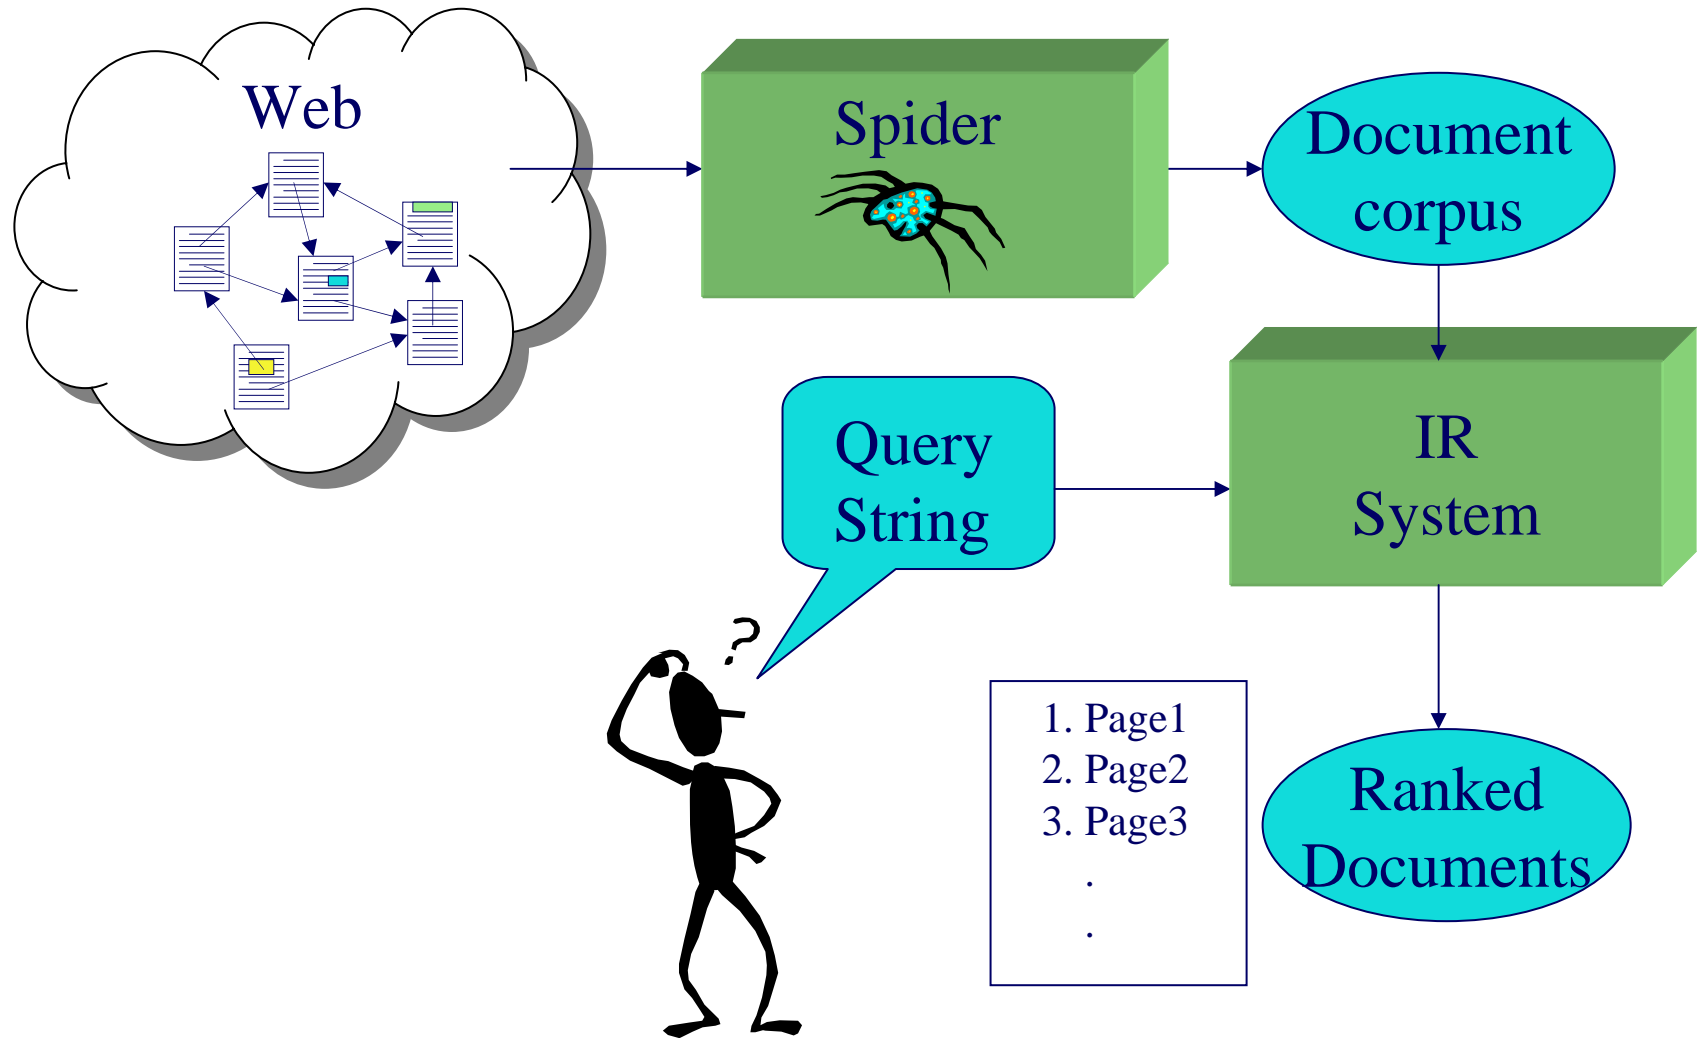 Web
Spider
Document
corpus
Query
String
IR
System
?
1. Page1
2. Page2
3. Page3
.
.
Ranked
Documents